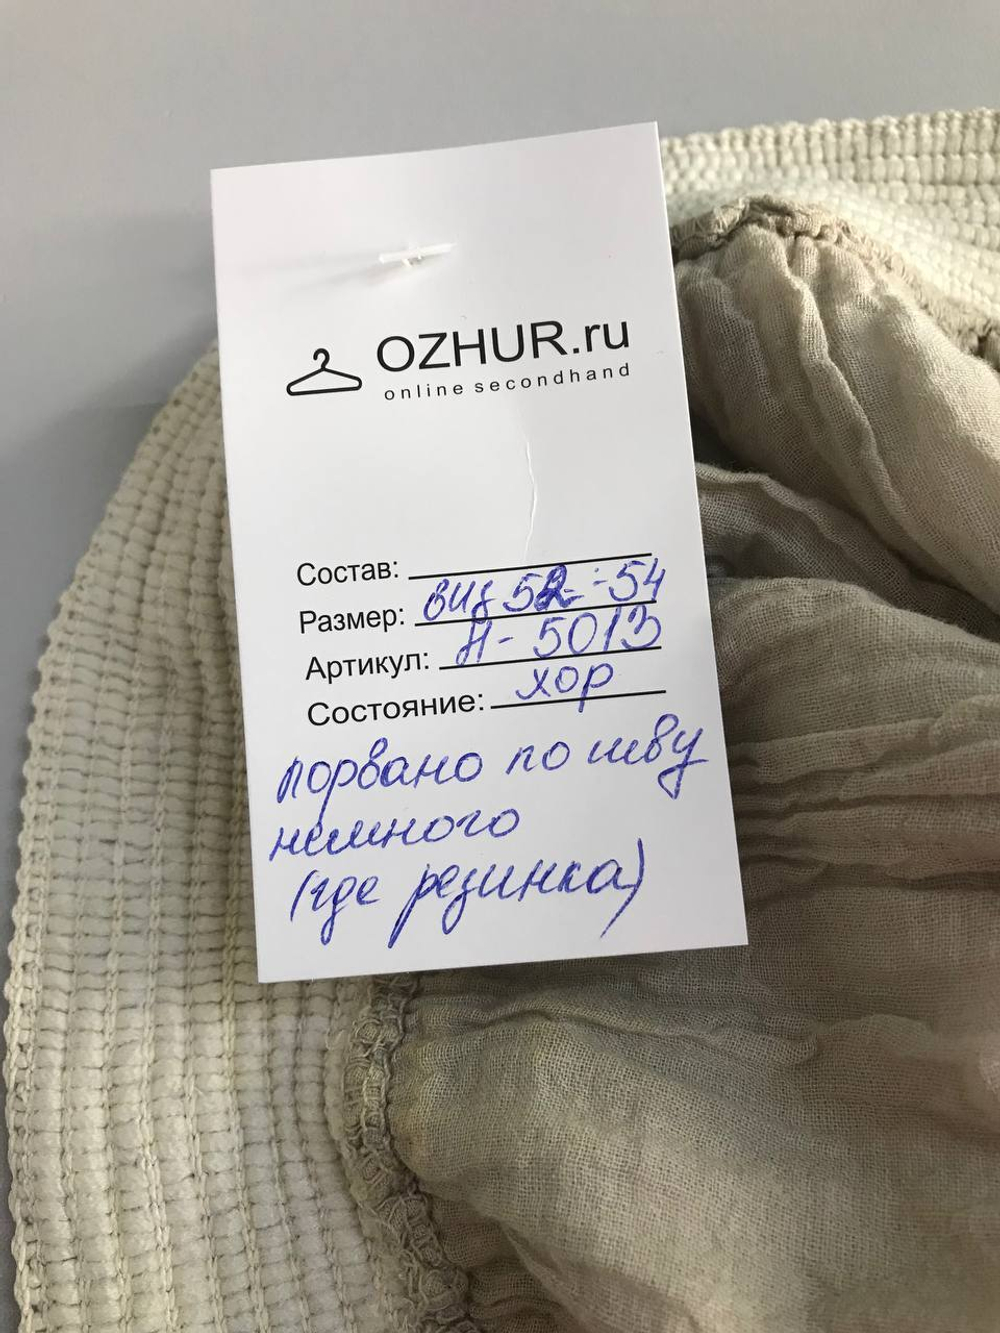 OZHUR.ru
online secondhand
Состав:
Размер: вид 52-54
Артикул: Н-5013
Состояние: хор
порвано по шву
немного
(где резинка)